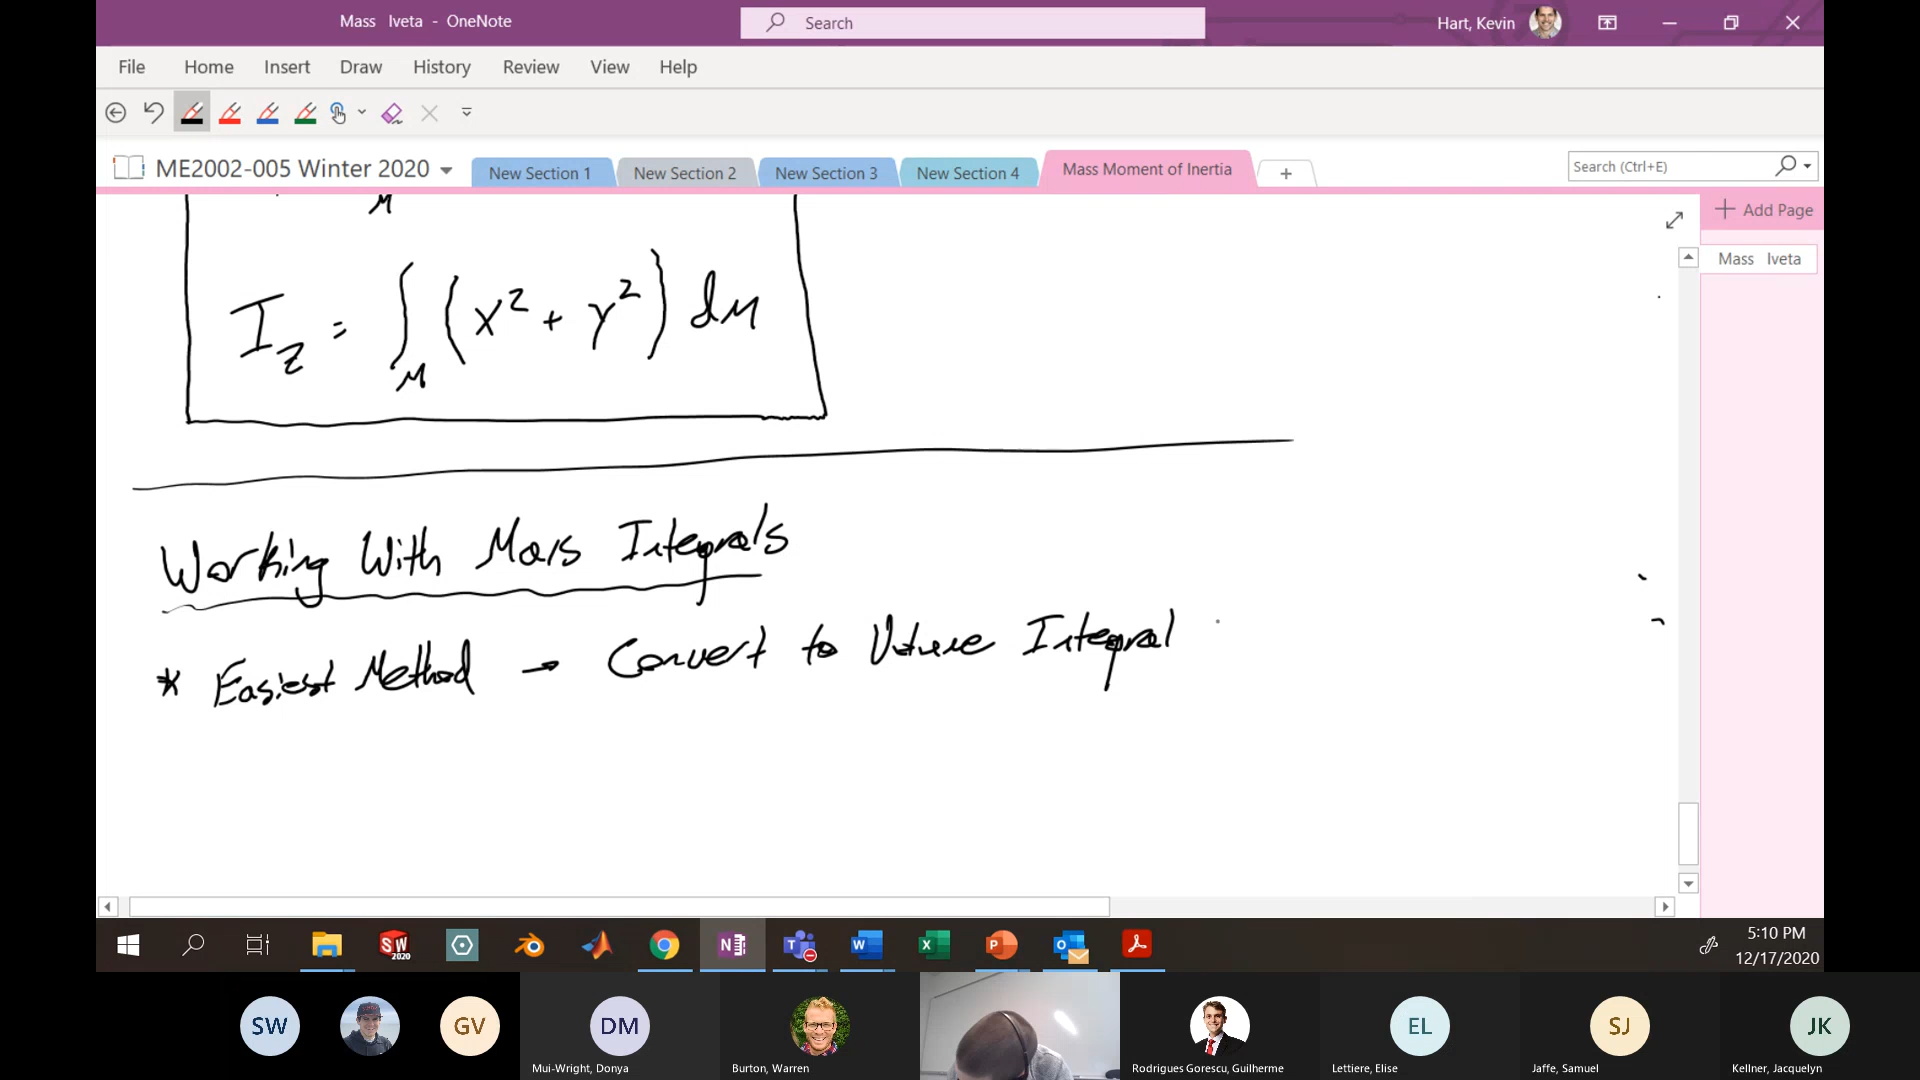 Mass Iveta - OneNote
Search
Hart, Kevin
File Home Insert Draw History Review View Help
ME2002-005 Winter 2020
New Section 1
New Section 2
New Section 3
New Section 4
Mass Moment of Inertia
+
Search (Ctrl+E)
Add Page
Mass Iveta
M
I_z = ∫_M (x² + y²) dm
Working With Mass Integrals
* Easiest Method → Convert to Volume Integral
SW
2020
N
T
W
X
P
O
5:10 PM
12/17/2020
SW
GV
DM
EL
SJ
JK
Mui-Wright, Donya
Burton, Warren
Rodrigues Gorescu, Guilherme
Lettiere, Elise
Jaffe, Samuel
Kellner, Jacquelyn